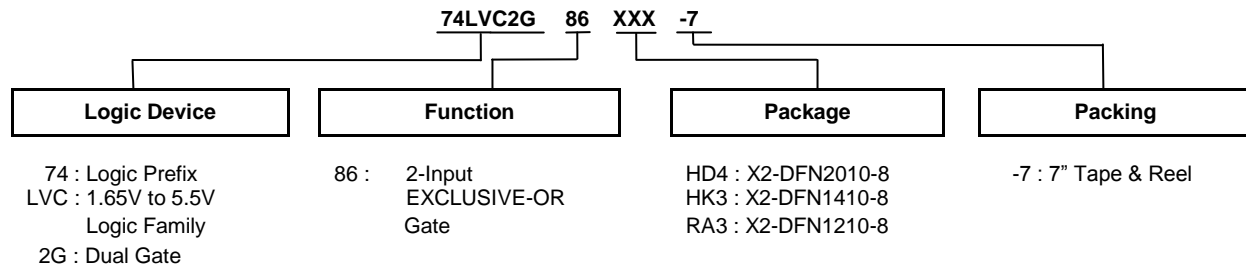 74LVC2G 86 XXX -7
Logic Device
Function
Package
Packing
74 : Logic Prefix
LVC : 1.65V to 5.5V
Logic Family
2G : Dual Gate
86 : 2-Input
EXCLUSIVE-OR
Gate
HD4 : X2-DFN2010-8
HK3 : X2-DFN1410-8
RA3 : X2-DFN1210-8
-7 : 7” Tape & Reel